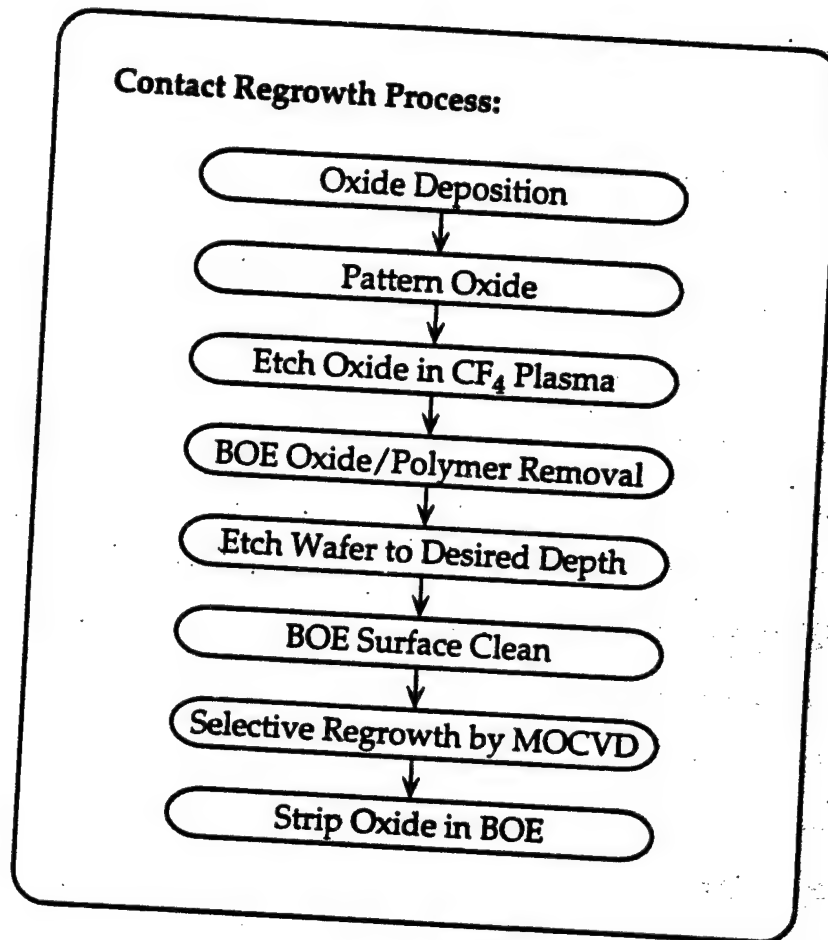 Contact Regrowth Process:
Oxide Deposition
Pattern Oxide
Etch Oxide in CF₄ Plasma
BOE Oxide/Polymer Removal
Etch Wafer to Desired Depth
BOE Surface Clean
Selective Regrowth by MOCVD
Strip Oxide in BOE